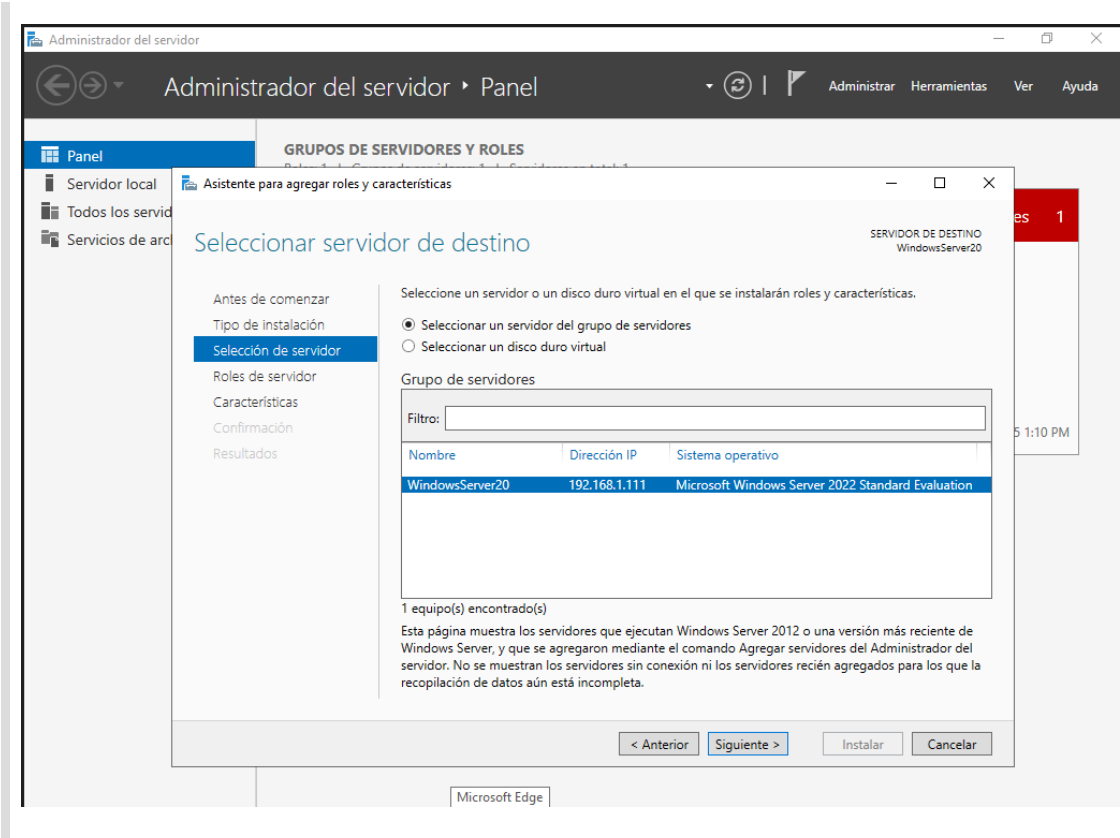 Administrador del servidor
Administrador del servidor ‣ Panel
Administrar Herramientas Ver Ayuda
Panel
Servidor local
Todos los servid
Servicios de arc
GRUPOS DE SERVIDORES Y ROLES
es 1
5 1:10 PM
Asistente para agregar roles y características
Seleccionar servidor de destino
SERVIDOR DE DESTINO
WindowsServer20
Antes de comenzar
Tipo de instalación
Selección de servidor
Roles de servidor
Características
Confirmación
Resultados
Seleccione un servidor o un disco duro virtual en el que se instalarán roles y características.
Seleccionar un servidor del grupo de servidores
Seleccionar un disco duro virtual
Grupo de servidores
Filtro:
Nombre Dirección IP Sistema operativo
WindowsServer20 192.168.1.111 Microsoft Windows Server 2022 Standard Evaluation
1 equipo(s) encontrado(s)
Esta página muestra los servidores que ejecutan Windows Server 2012 o una versión más reciente de
Windows Server, y que se agregaron mediante el comando Agregar servidores del Administrador del
servidor. No se muestran los servidores sin conexión ni los servidores recién agregados para los que la
recopilación de datos aún está incompleta.
< Anterior Siguiente > Instalar Cancelar
Microsoft Edge